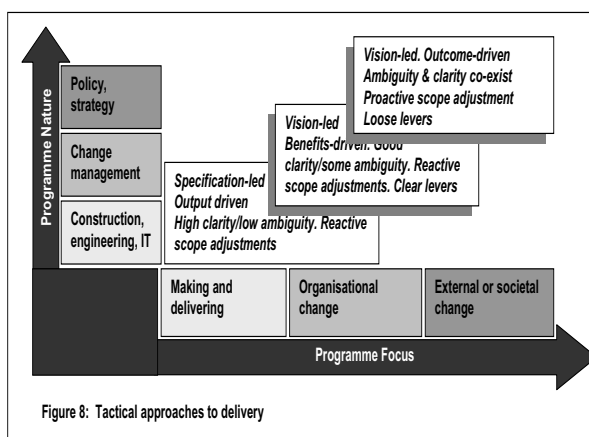 Programme Nature
Policy,
strategy
Change
management
Construction,
engineering, IT
Vision-led. Outcome-driven
Ambiguity & clarity co-exist
Proactive scope adjustment
Loose levers
Vision-led
Benefits-driven. Good
clarity/some ambiguity. Reactive
scope adjustments. Clear levers
Specification-led
Output driven
High clarity/low ambiguity. Reactive
scope adjustments
Making and
delivering
Organisational
change
External or societal
change
Programme Focus
Figure 8: Tactical approaches to delivery